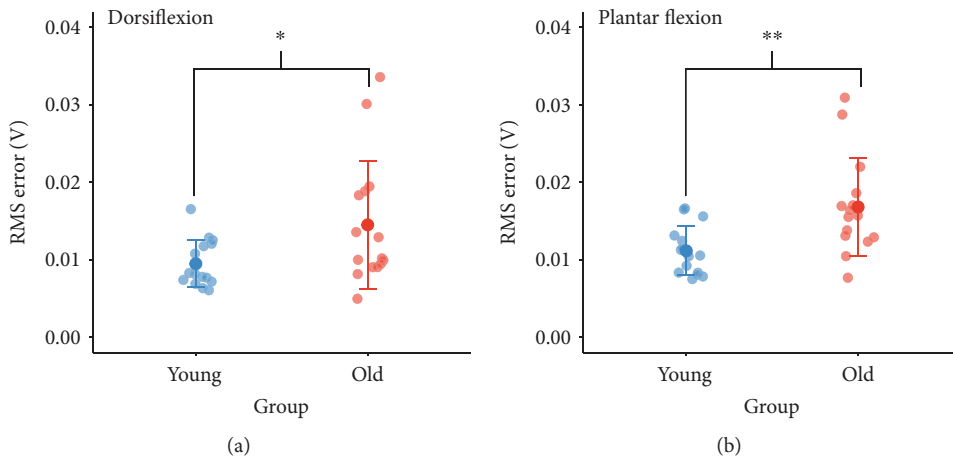 Dorsiflexion
*
0.04
0.03
0.02
0.01
0.00
RMS error (V)
Young
Old
Group
(a)
Plantar flexion
**
0.04
0.03
0.02
0.01
0.00
RMS error (V)
Young
Old
Group
(b)